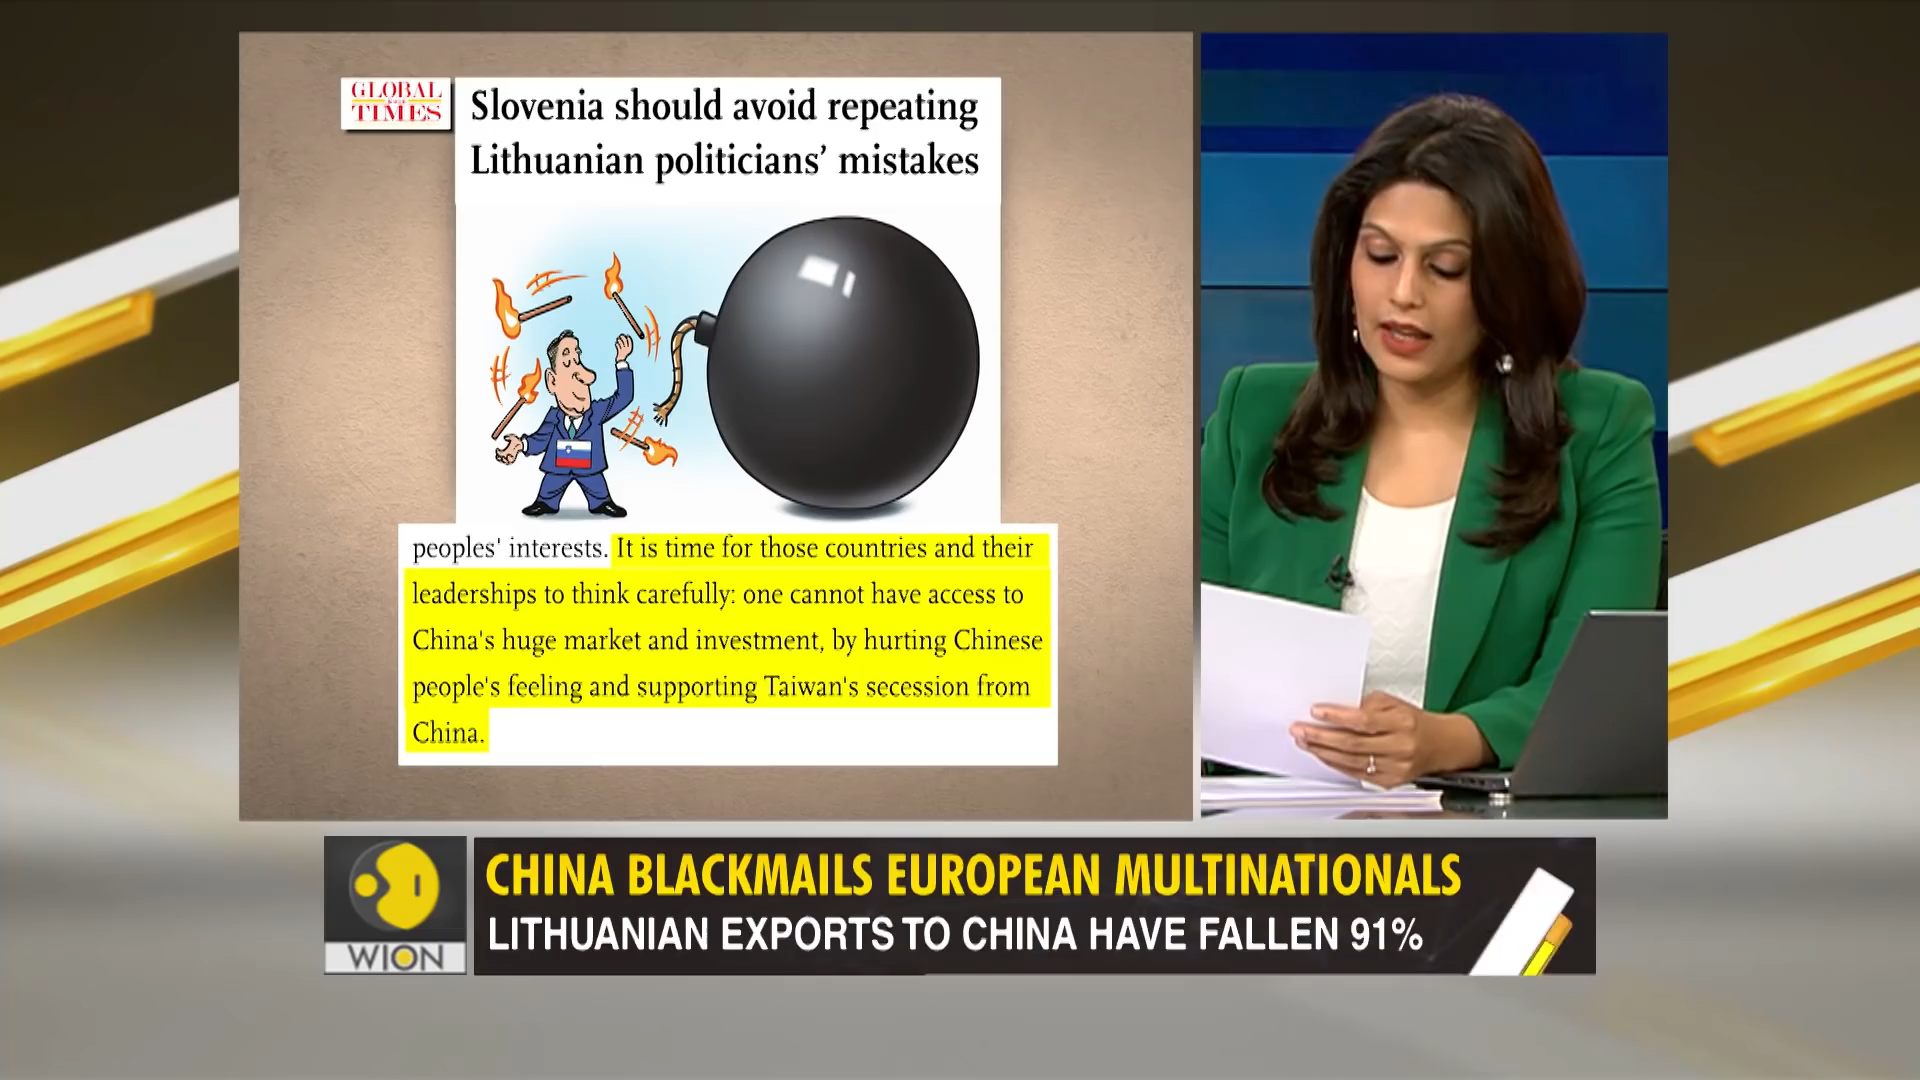 GLOBAL
TIMES
Slovenia should avoid repeating
Lithuanian politicians' mistakes
peoples' interests. It is time for those countries and their
leaderships to think carefully: one cannot have access to
China's huge market and investment, by hurting Chinese
people's feeling and supporting Taiwan's secession from
China.
CHINA BLACKMAILS EUROPEAN MULTINATIONALS
LITHUANIAN EXPORTS TO CHINA HAVE FALLEN 91%
WION